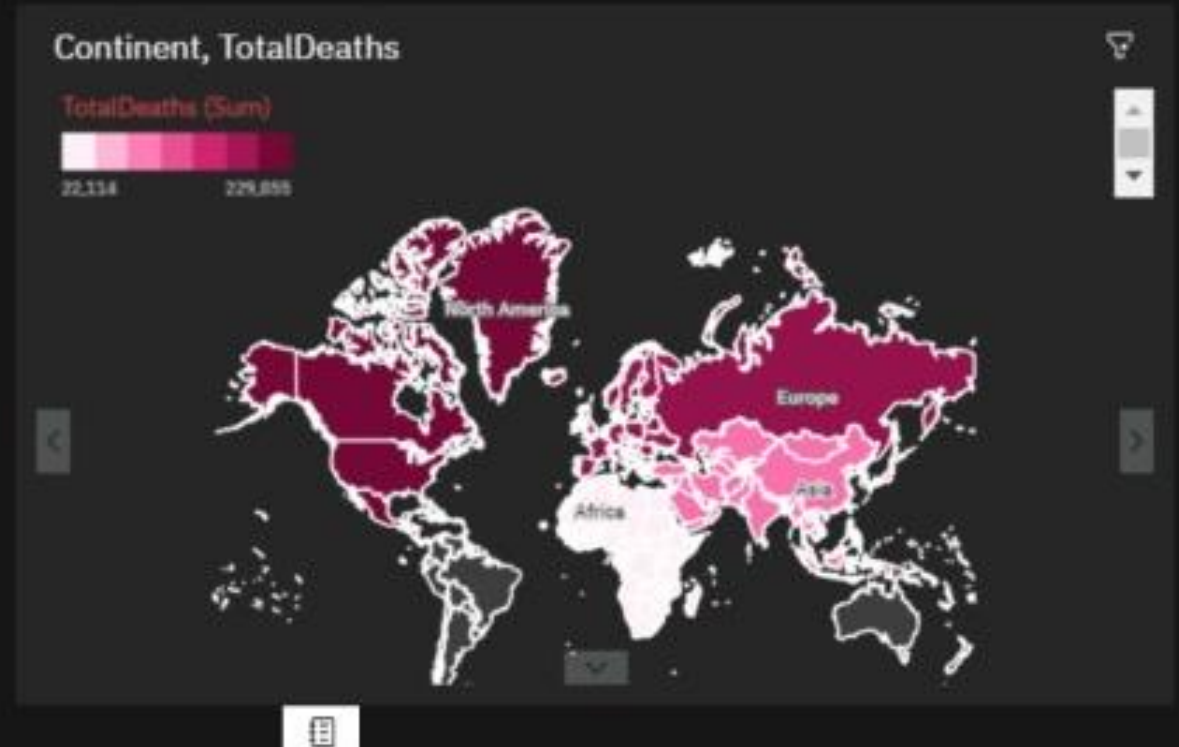 Continent, TotalDeaths
TotalDeaths (Sum)
22,114
229,855
North America
Europe
Asia
Africa